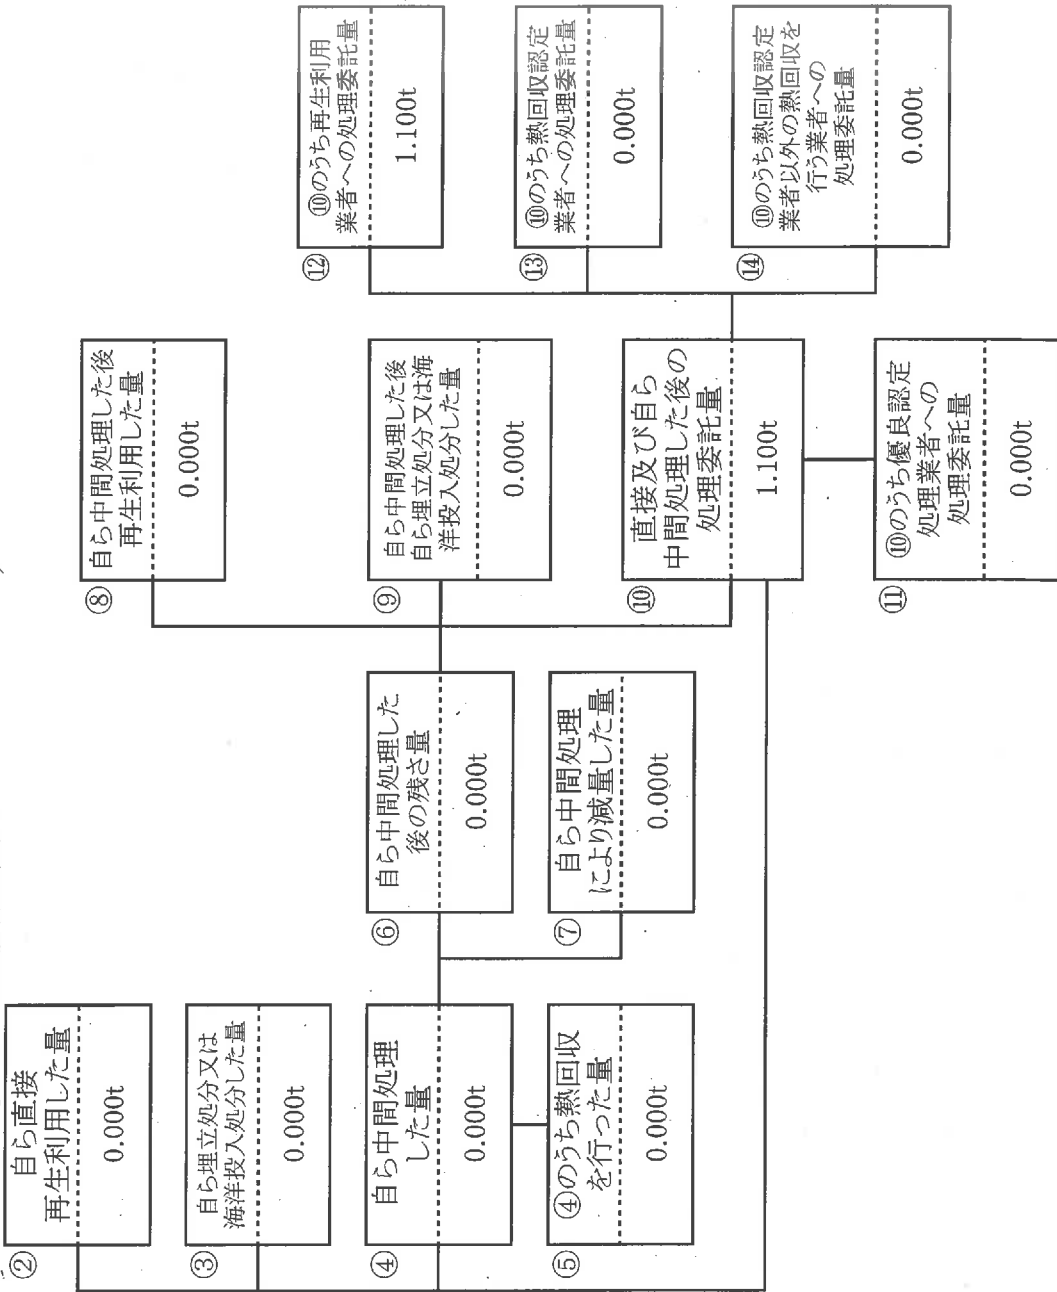 ②
自ら直接
再生利用した量
0.000t
③
自ら埋立処分又は
海洋投入処分した量
0.000t
④
自ら中間処理
した量
0.000t
⑤
④のうち熱回収
を行った量
0.000t
⑥
自ら中間処理した
後の残さ量
0.000t
⑦
自ら中間処理
により減量した量
0.000t
⑧
自ら中間処理した後
再生利用した量
0.000t
⑨
自ら中間処理した後
自ら埋立処分又は海
洋投入処分した量
0.000t
⑩
直接及び自ら
中間処理した後の
処理委託量
1.100t
⑪
⑩のうち優良認定
処理業者への
処理委託量
0.000t
⑫
⑩のうち再生利用
業者への処理委託量
1.100t
⑬
⑩のうち熱回収認定
業者への処理委託量
0.000t
⑭
⑩のうち熱回収認定
業者以外の熱回収を
行う業者への
処理委託量
0.000t